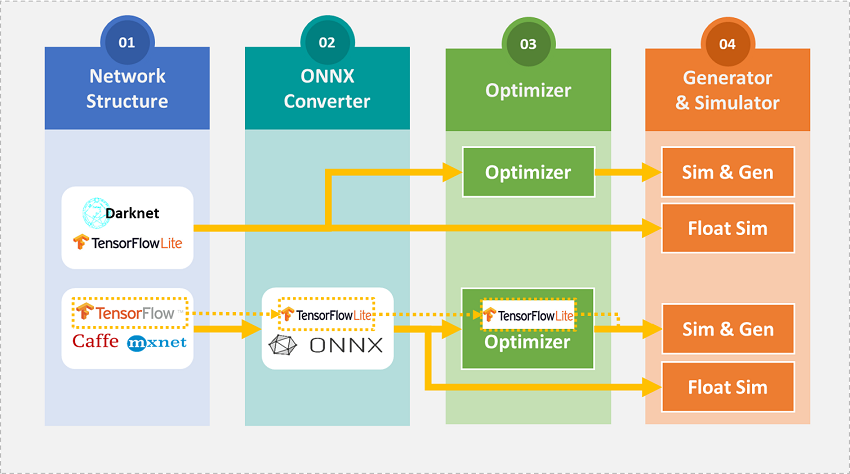 01
Network
Structure
02
ONNX
Converter
03
Optimizer
04
Generator
& Simulator
Darknet
TensorFlowLite
Optimizer
Sim & Gen
Float Sim
TensorFlow™
Caffe mxnet
TensorFlowLite
ONNX
TensorFlowLite
Optimizer
Sim & Gen
Float Sim